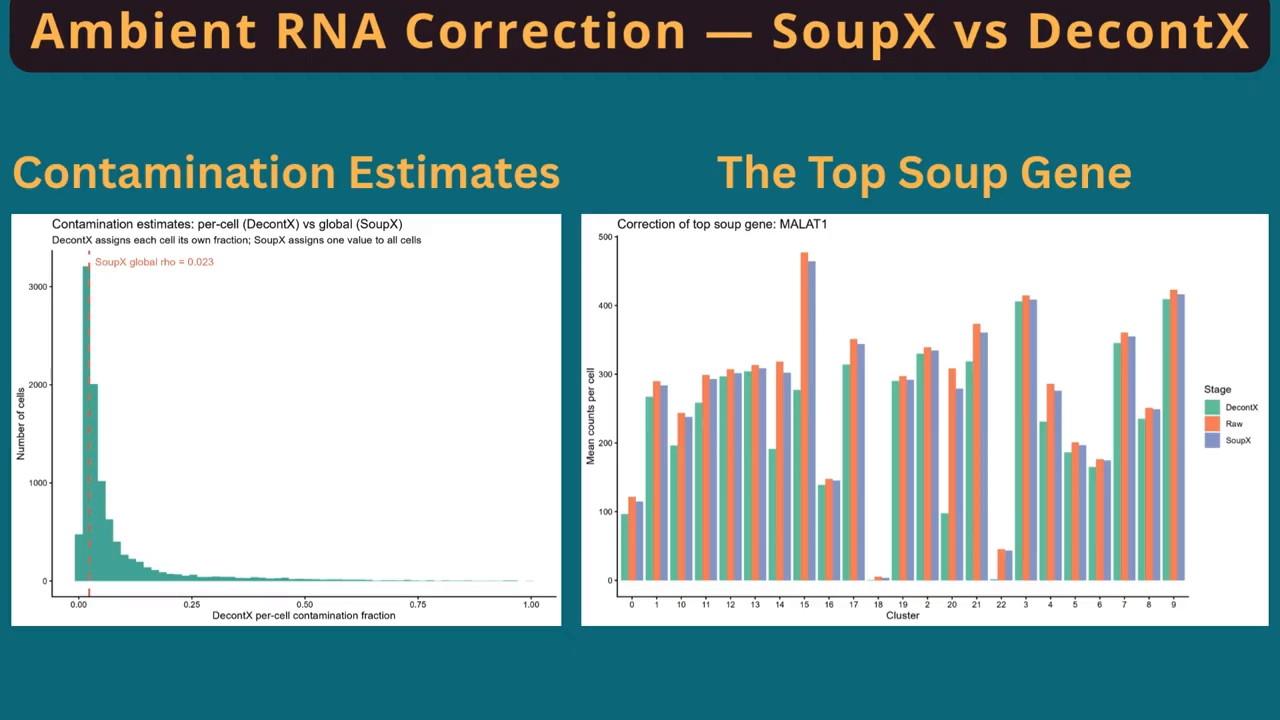 Ambient RNA Correction — SoupX vs DecontX
Contamination Estimates
The Top Soup Gene
Contamination estimates: per-cell (DecontX) vs global (SoupX)
DecontX assigns each cell its own fraction; SoupX assigns one value to all cells
SoupX global rho = 0.023
Number of cells
3000
2000
1000
0
0.00 0.25 0.50 0.75 1.00
DecontX per-cell contamination fraction
Correction of top soup gene: MALAT1
Mean counts per cell
500
400
300
200
100
0
0 1 10 11 12 13 14 15 16 17 18 19 2 20 21 22 3 4 5 6 7 8 9
Cluster
Stage
DecontX
Raw
SoupX